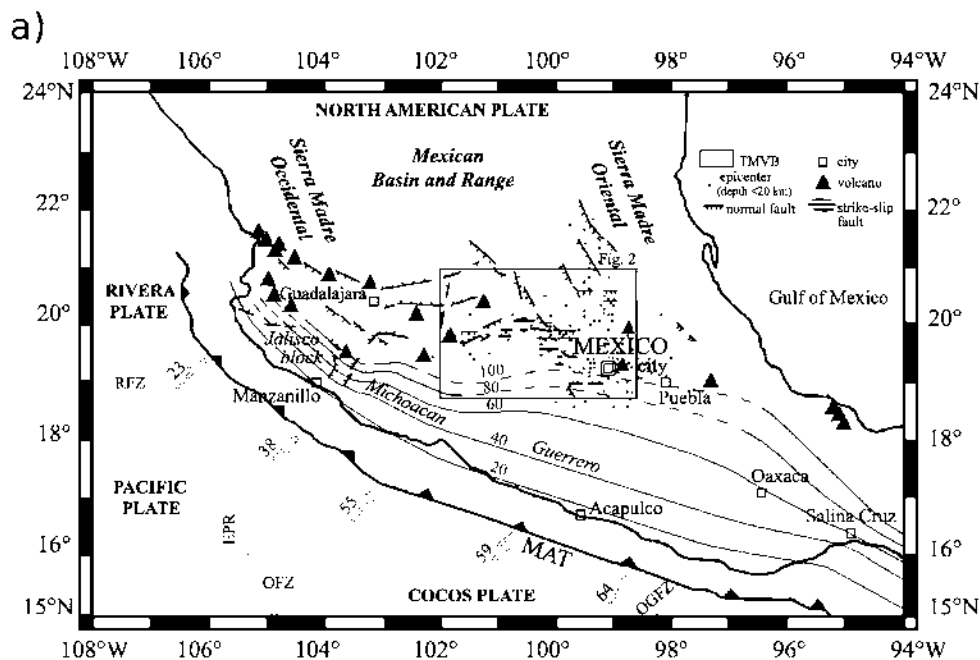 a)
108°W 106° 104° 102° 100° 98° 96° 94°W
24°N 24°N
NORTH AMERICAN PLATE
Sierra Madre
Occidental
Mexican
Basin and Range
Sierra Madre
Oriental
TMVB
city
epicenter
(depth <20 km)
volcano
normal fault
strike-slip
fault
22° 22°
Fig. 2
Guadalajara
RIVERA
PLATE
Gulf of Mexico
20° 20°
Jalisco
block
MEXICO
city
100
80
60
RFZ
23
Manzanillo
Michoacan
Puebla
18° 18°
38
40
Guerrero
20
Oaxaca
PACIFIC
PLATE
55
Acapulco
Salina Cruz
EPR
16° 16°
59
MAT
OFZ
64
OGFZ
COCOS PLATE
15°N 15°N
108°W 106° 104° 102° 100° 98° 96° 94°W